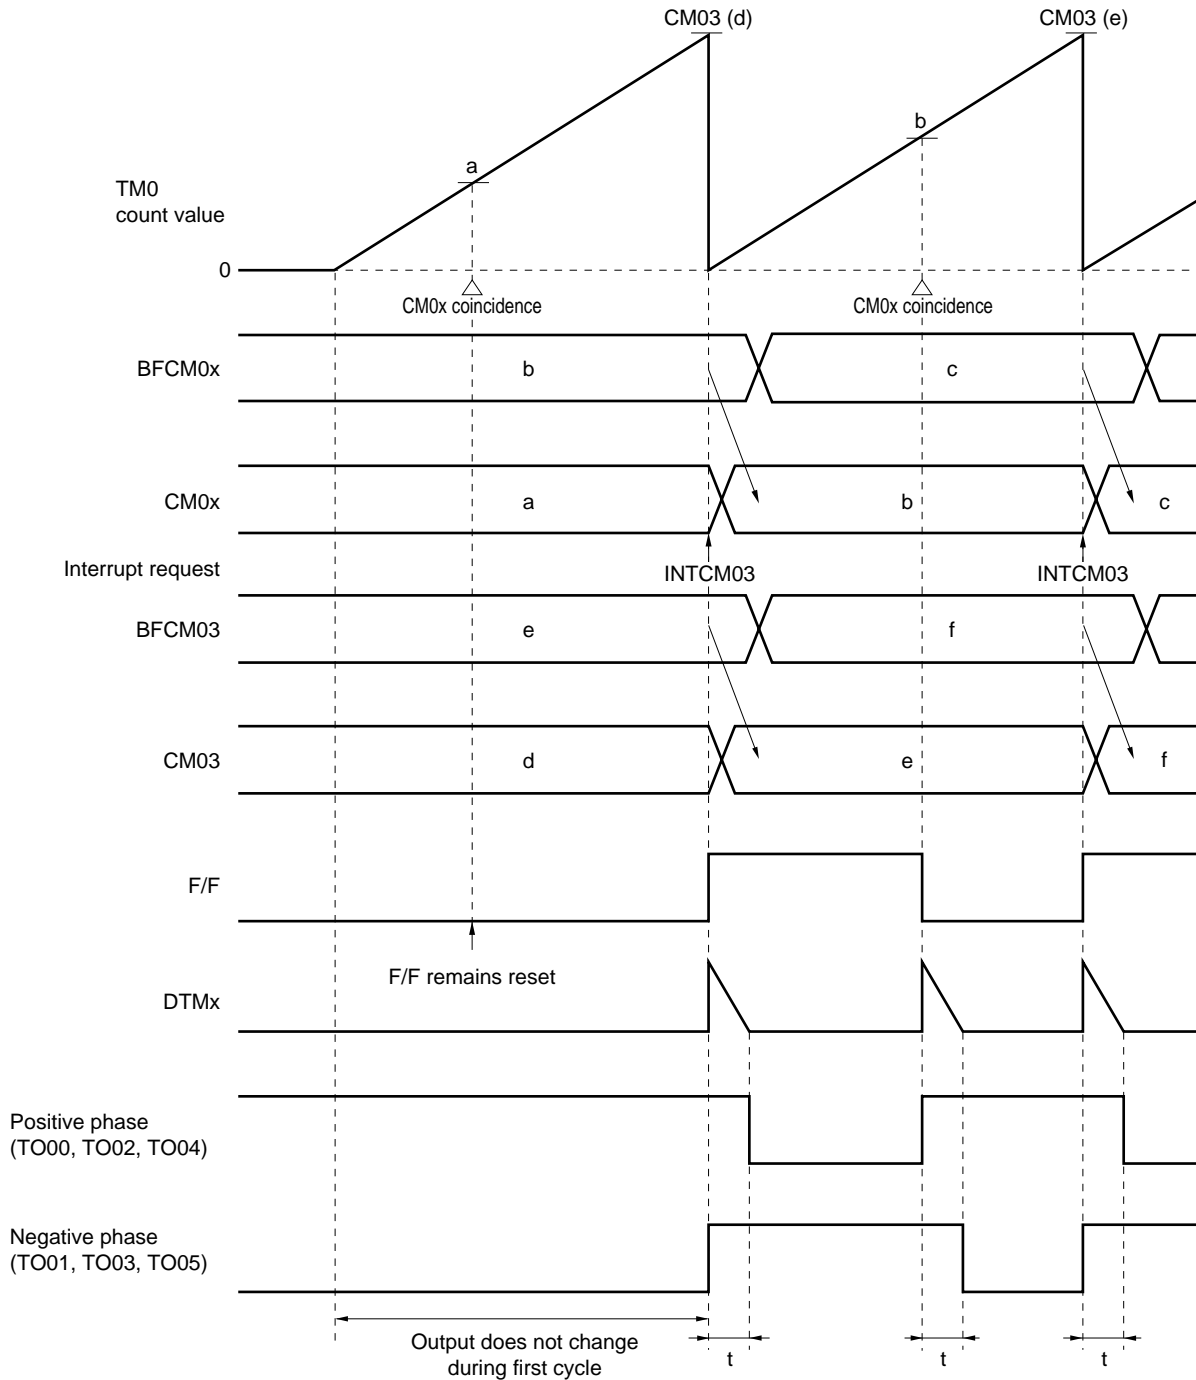 CM03 (d)
CM03 (e)
b
a
TM0
count value
0
CM0x coincidence
CM0x coincidence
BFCM0x
b
c
CM0x
a
b
c
Interrupt request
INTCM03
INTCM03
BFCM03
e
f
CM03
d
e
f
F/F
F/F remains reset
DTMx
Positive phase
(TO00, TO02, TO04)
Negative phase
(TO01, TO03, TO05)
Output does not change
during first cycle
t
t
t